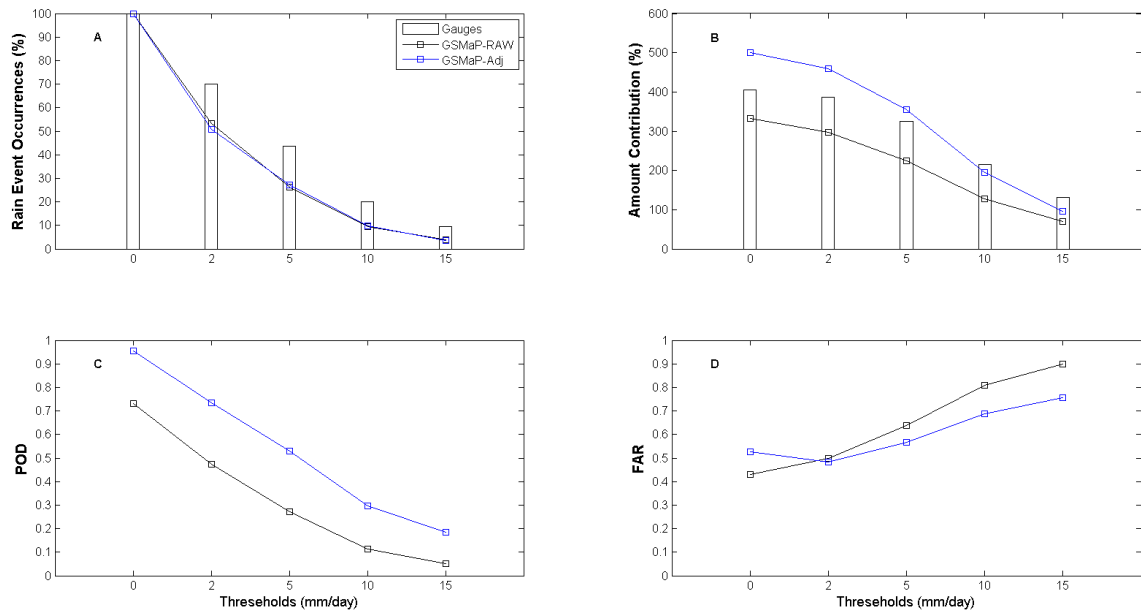 Rain Event Occurrences (%)
100
90
80
70
60
50
40
30
20
10
0
A
Gauges
GSMaP-RAW
GSMaP-Adj
0 2 5 10 15
Amount Contribution (%)
600
500
400
300
200
100
0
B
0 2 5 10 15
POD
1
0.9
0.8
0.7
0.6
0.5
0.4
0.3
0.2
0.1
0
C
0 2 5 10 15
Threseholds (mm/day)
FAR
1
0.9
0.8
0.7
0.6
0.5
0.4
0.3
0.2
0.1
0
D
0 2 5 10 15
Threseholds (mm/day)